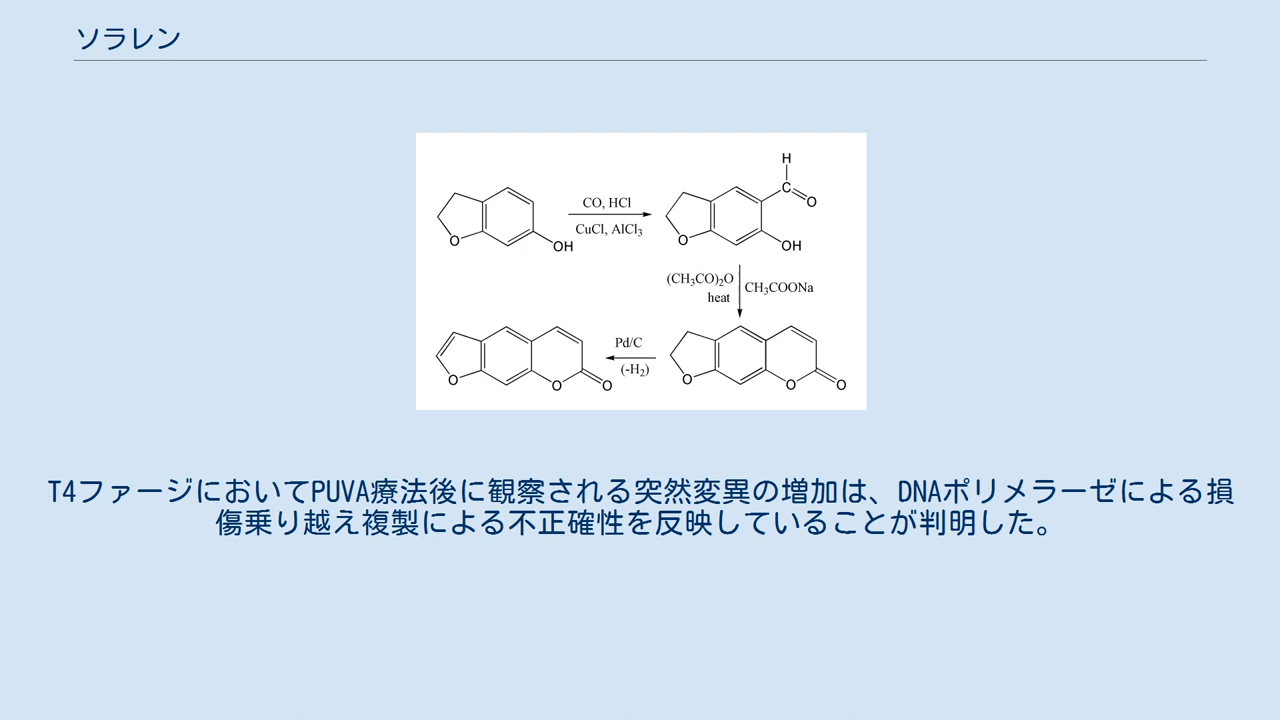 ソラレン
H
C
O
CO, HCl
CuCl, AlCl3
O
OH
O
OH
(CH3CO)2O
heat
CH3COONa
Pd/C
(-H2)
O
O
O
O
O
O
T4ファージにおいてPUVA療法後に観察される突然変異の増加は、DNAポリメラーゼによる損
傷乗り越え複製による不正確性を反映していることが判明した。